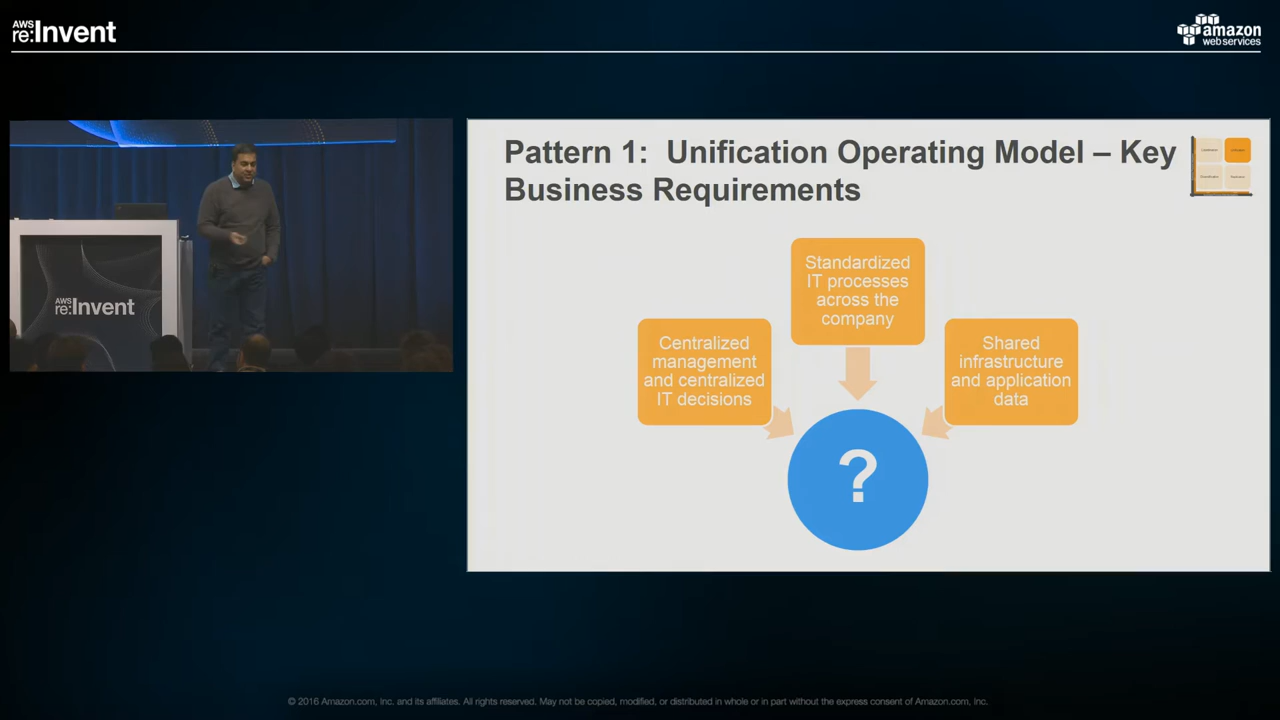 AWS
re:Invent
amazon
web services
Pattern 1: Unification Operating Model – Key
Business Requirements
Standardized
IT processes
across the
company
Centralized
management
and centralized
IT decisions
Shared
infrastructure
and application
data
?
AWS
re:Invent
© 2016 Amazon.com, Inc. and its affiliates. All rights reserved. May not be copied, modified, or distributed in whole or in part without the express consent of Amazon.com, Inc.